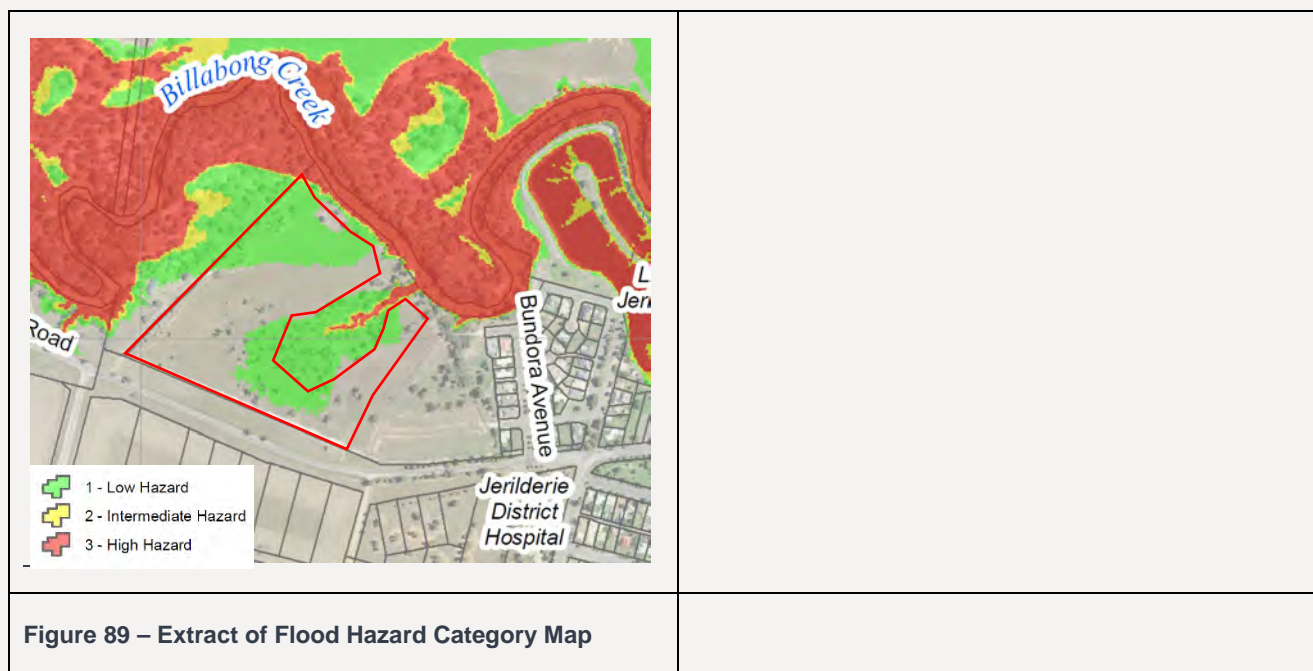 Billabong Creek
L
Jeri
Road
Bundora Avenue
1 - Low Hazard
2 - Intermediate Hazard
3 - High Hazard
Jerilderie
District
Hospital
Figure 89 – Extract of Flood Hazard Category Map